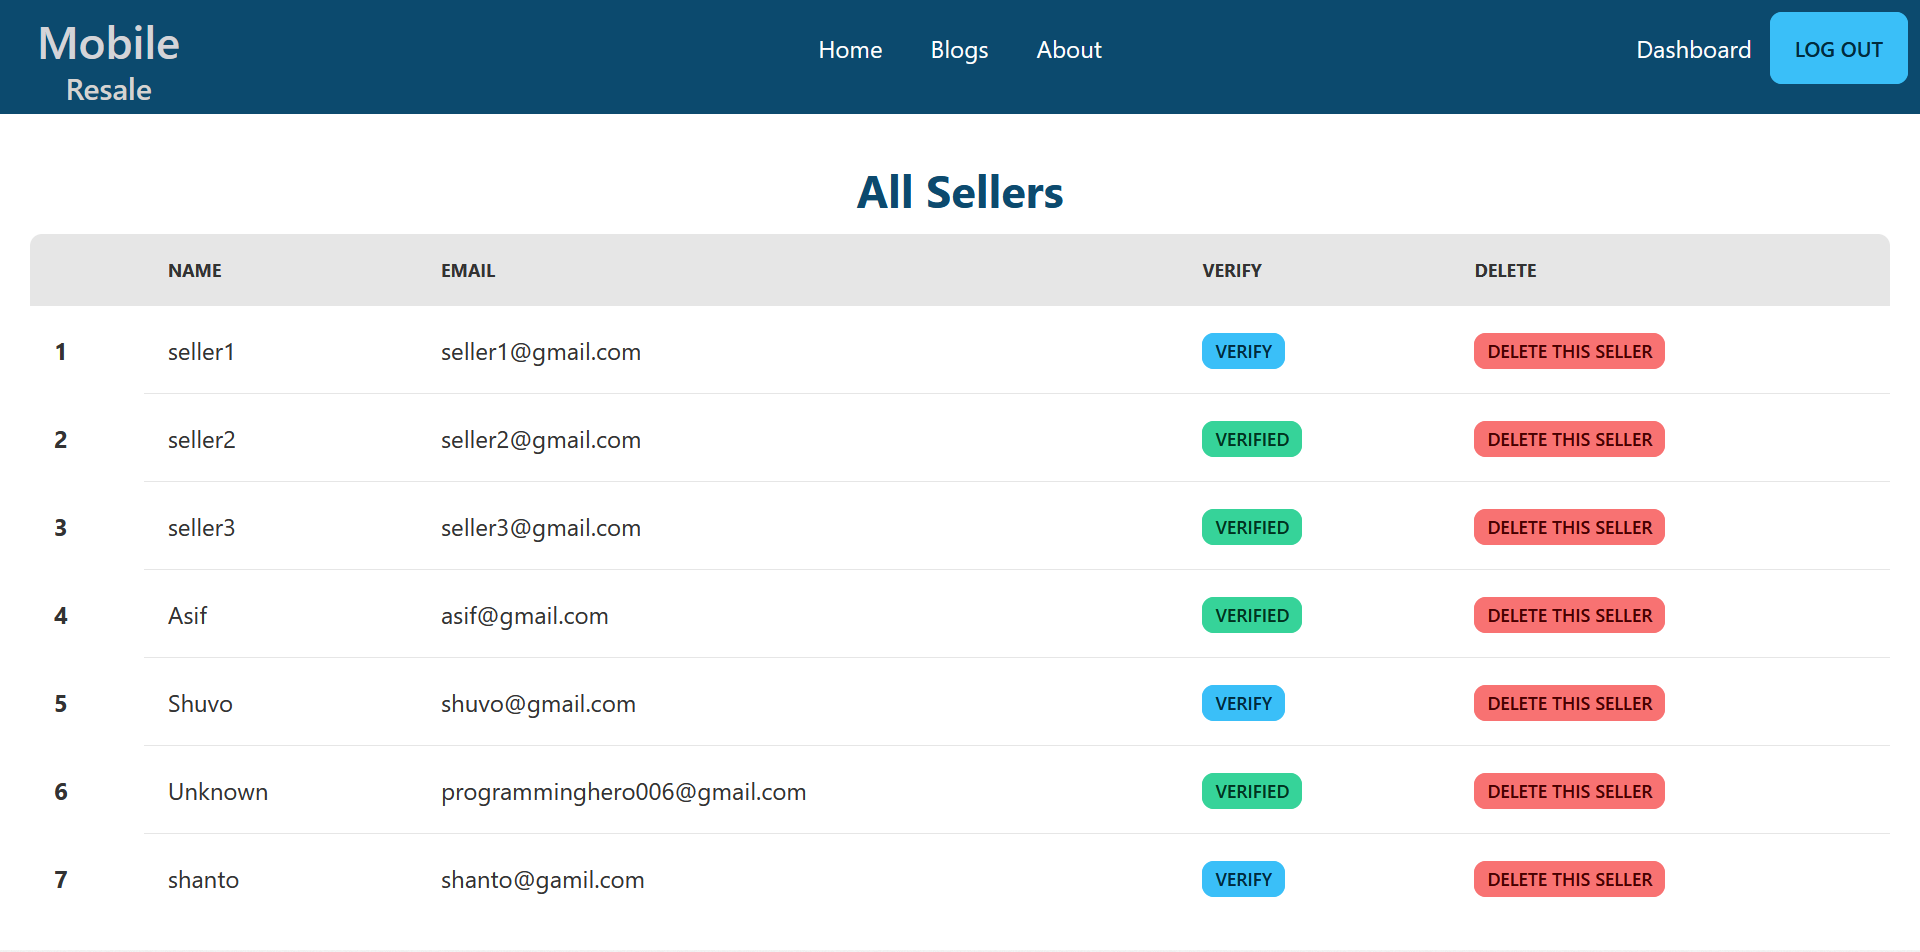 Mobile
Resale
Home Blogs About
Dashboard LOG OUT
All Sellers
NAME EMAIL VERIFY DELETE
1 seller1 seller1@gmail.com VERIFY DELETE THIS SELLER
2 seller2 seller2@gmail.com VERIFIED DELETE THIS SELLER
3 seller3 seller3@gmail.com VERIFIED DELETE THIS SELLER
4 Asif asif@gmail.com VERIFIED DELETE THIS SELLER
5 Shuvo shuvo@gmail.com VERIFY DELETE THIS SELLER
6 Unknown programminghero006@gmail.com VERIFIED DELETE THIS SELLER
7 shanto shanto@gamil.com VERIFY DELETE THIS SELLER